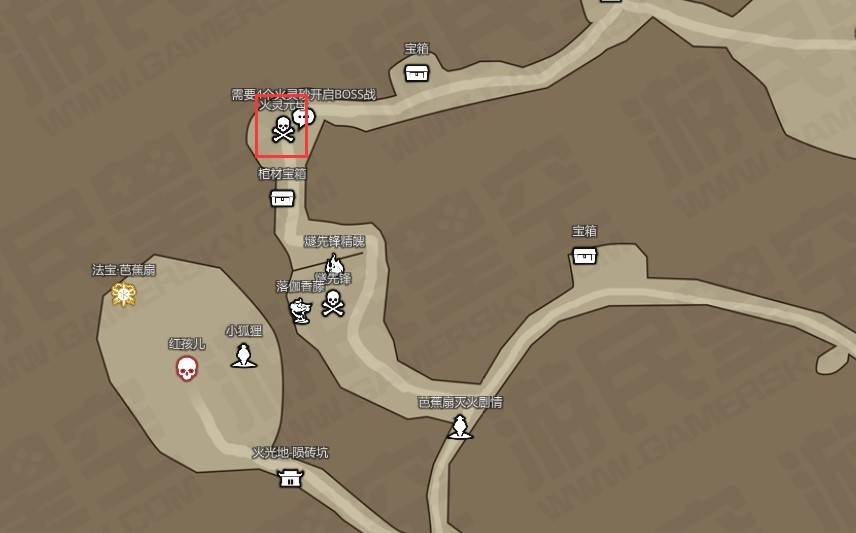 宝箱
需要4个火灵砂开启BOSS战
火灵元母
棺材宝箱
宝箱
燧先锋精魄
法宝·芭蕉扇
燧先锋
落伽香藤
小狐狸
红孩儿
芭蕉扇灭火剧情
火光地-陨砖坑